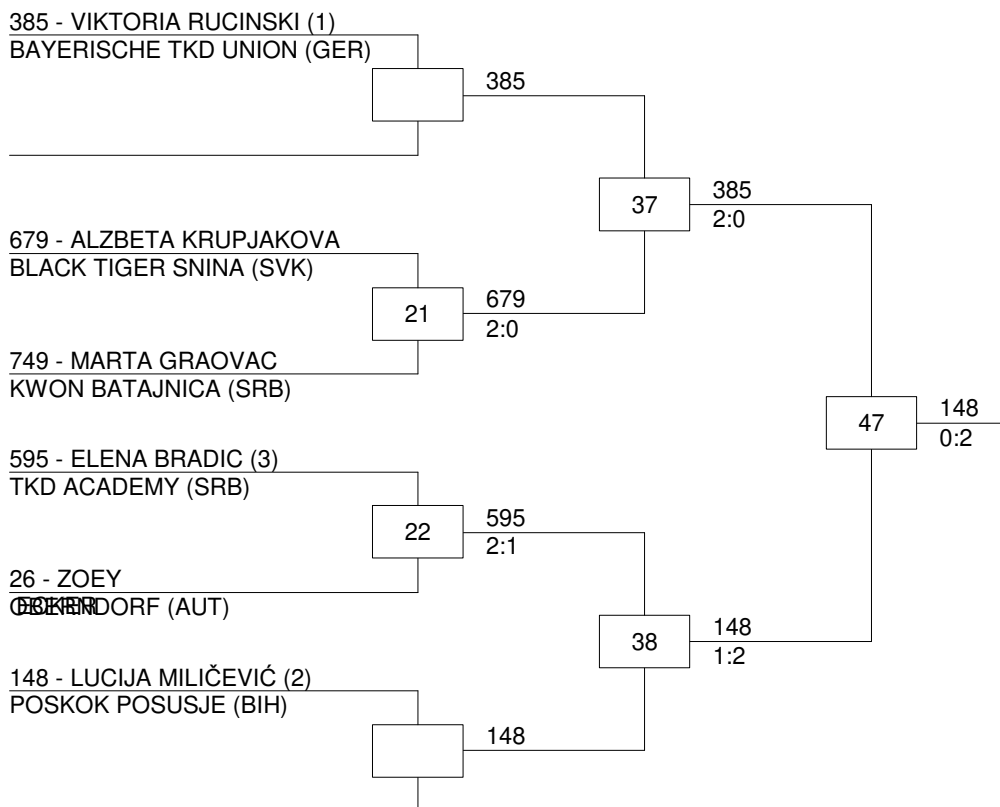 385 - VIKTORIA RUCINSKI (1)
BAYERISCHE TKD UNION (GER)
385
37
385
2:0
679 - ALZBETA KRUPJAKOVA
BLACK TIGER SNINA (SVK)
21
679
2:0
749 - MARTA GRAOVAC
KWON BATAJNICA (SRB)
47
148
0:2
595 - ELENA BRADIC (3)
TKD ACADEMY (SRB)
22
595
2:1
26 - ZOEY
ECKER
OBERNDORF (AUT)
38
148
1:2
148 - LUCIJA MILIČEVIĆ (2)
POSKOK POSUSJE (BIH)
148